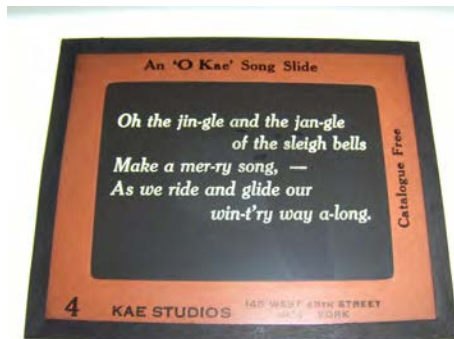 An 'O Kae' Song Slide
Oh the jin-gle and the jan-gle
of the sleigh bells
Make a mer-ry song, —
As we ride and glide our
win-t'ry way a-long.
Catalogue Free
4 KAE STUDIOS
WEST STREET
NEW YORK